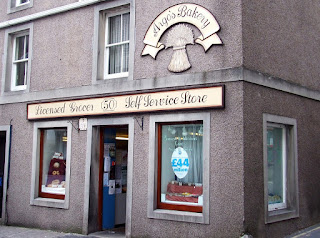 Argo's Bakery
Licensed Grocer 50 Self Service Store
£44